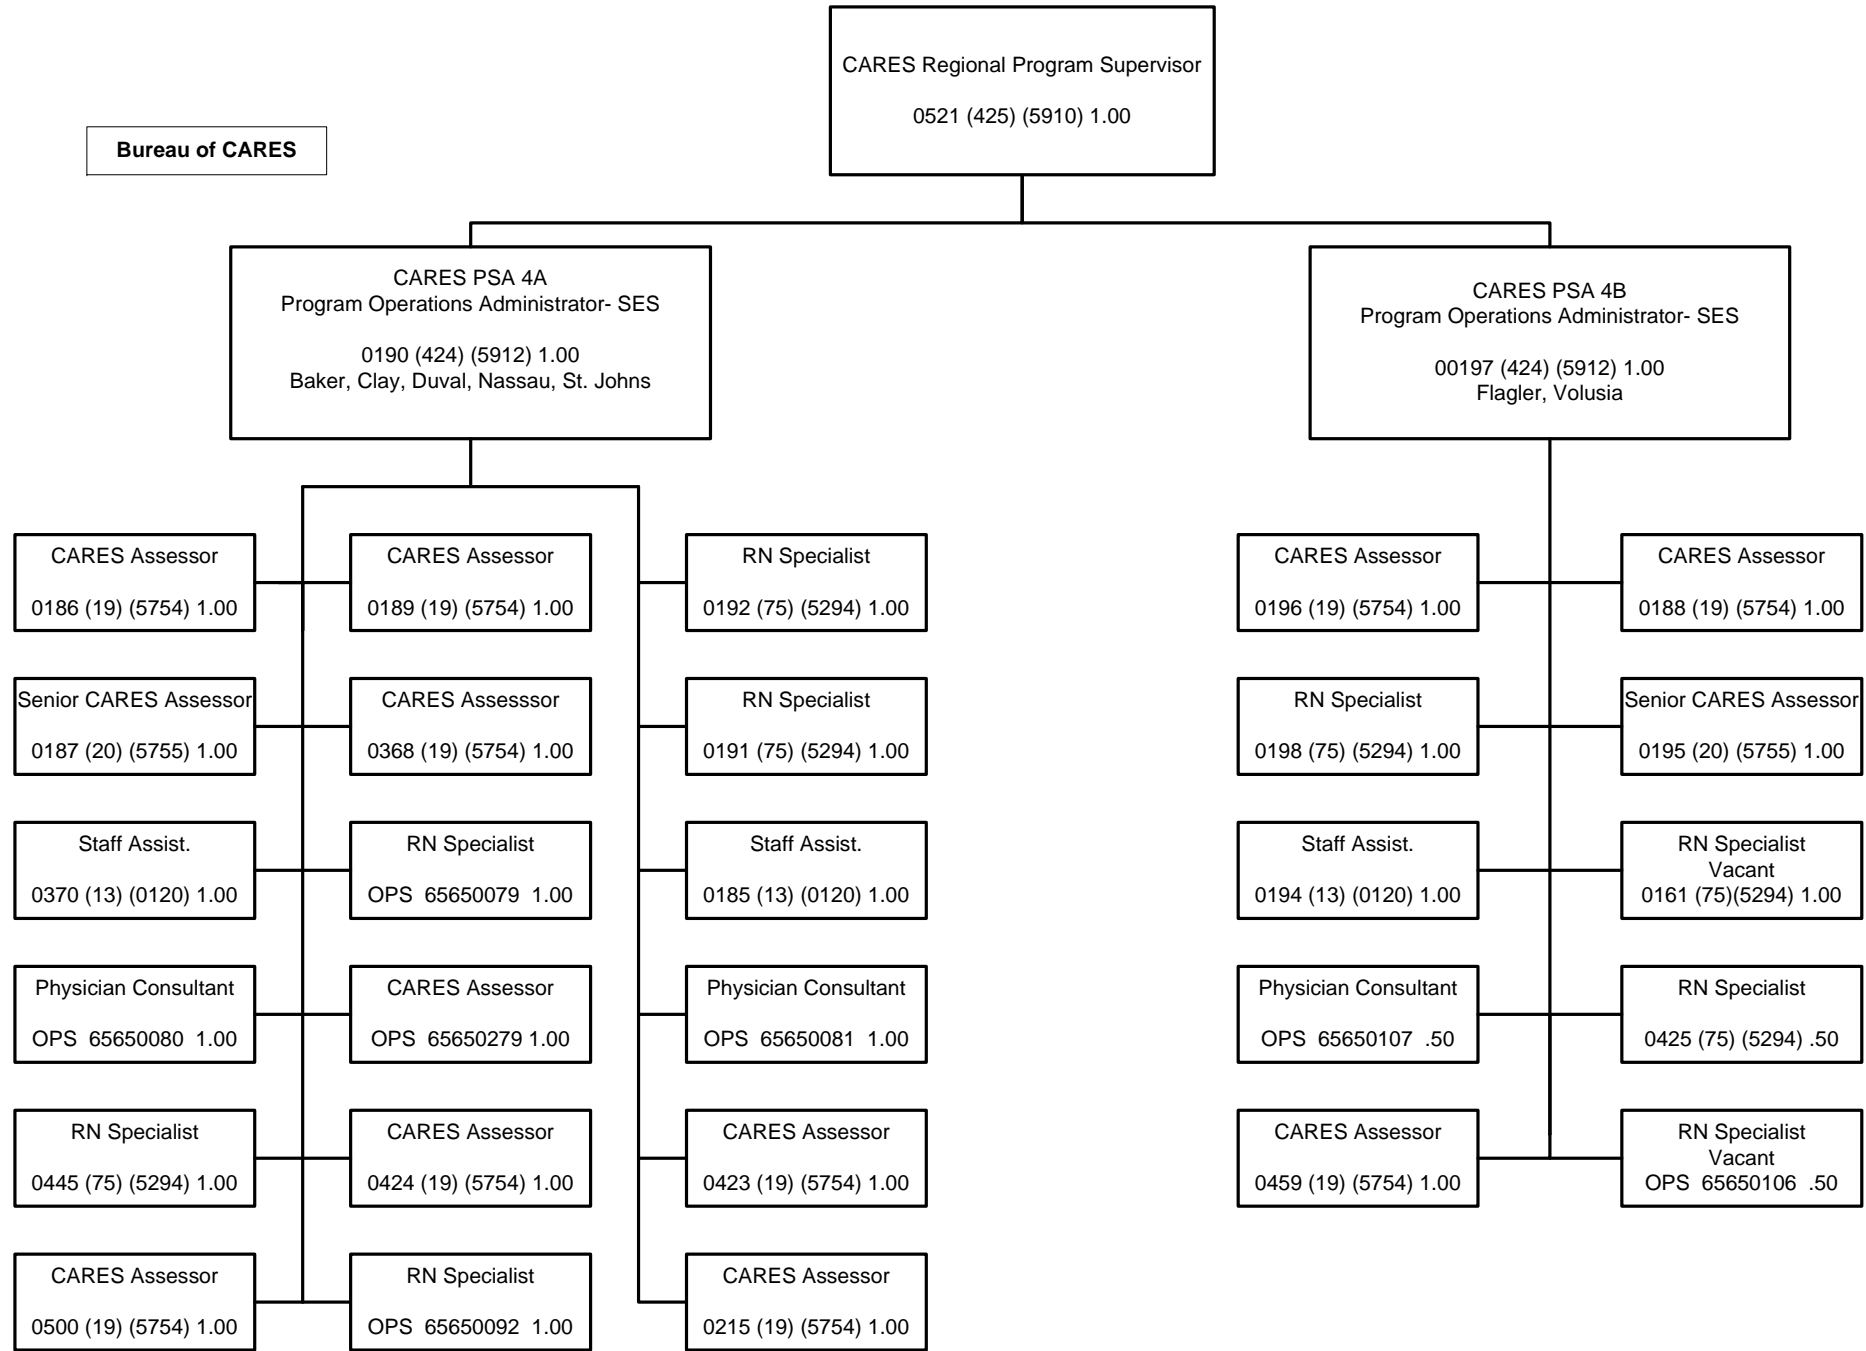 CARES Regional Program Supervisor
0521 (425) (5910) 1.00
Bureau of CARES
CARES PSA 4A
Program Operations Administrator- SES
0190 (424) (5912) 1.00
Baker, Clay, Duval, Nassau, St. Johns
CARES PSA 4B
Program Operations Administrator- SES
00197 (424) (5912) 1.00
Flagler, Volusia
CARES Assessor
0186 (19) (5754) 1.00
CARES Assessor
0189 (19) (5754) 1.00
RN Specialist
0192 (75) (5294) 1.00
CARES Assessor
0196 (19) (5754) 1.00
CARES Assessor
0188 (19) (5754) 1.00
Senior CARES Assessor
0187 (20) (5755) 1.00
CARES Assesssor
0368 (19) (5754) 1.00
RN Specialist
0191 (75) (5294) 1.00
RN Specialist
0198 (75) (5294) 1.00
Senior CARES Assessor
0195 (20) (5755) 1.00
Staff Assist.
0370 (13) (0120) 1.00
RN Specialist
OPS 65650079 1.00
Staff Assist.
0185 (13) (0120) 1.00
Staff Assist.
0194 (13) (0120) 1.00
RN Specialist
Vacant
0161 (75)(5294) 1.00
Physician Consultant
OPS 65650080 1.00
CARES Assessor
OPS 65650279 1.00
Physician Consultant
OPS 65650081 1.00
Physician Consultant
OPS 65650107 .50
RN Specialist
0425 (75) (5294) .50
RN Specialist
0445 (75) (5294) 1.00
CARES Assessor
0424 (19) (5754) 1.00
CARES Assessor
0423 (19) (5754) 1.00
CARES Assessor
0459 (19) (5754) 1.00
RN Specialist
Vacant
OPS 65650106 .50
CARES Assessor
0500 (19) (5754) 1.00
RN Specialist
OPS 65650092 1.00
CARES Assessor
0215 (19) (5754) 1.00